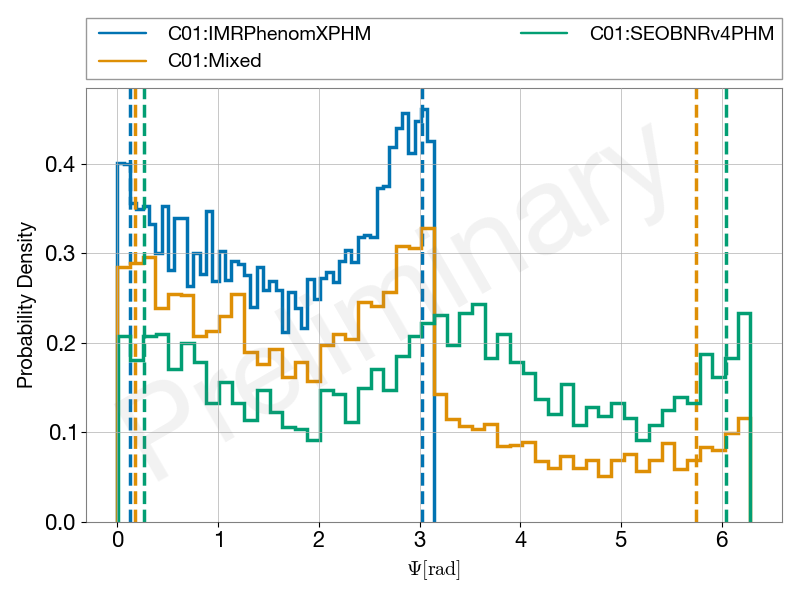 C01:IMRPhenomXPHM C01:SEOBNRv4PHM
C01:Mixed
Preliminary
Probability Density
0.4
0.3
0.2
0.1
0.0
0 1 2 3 4 5 6
Ψ[rad]